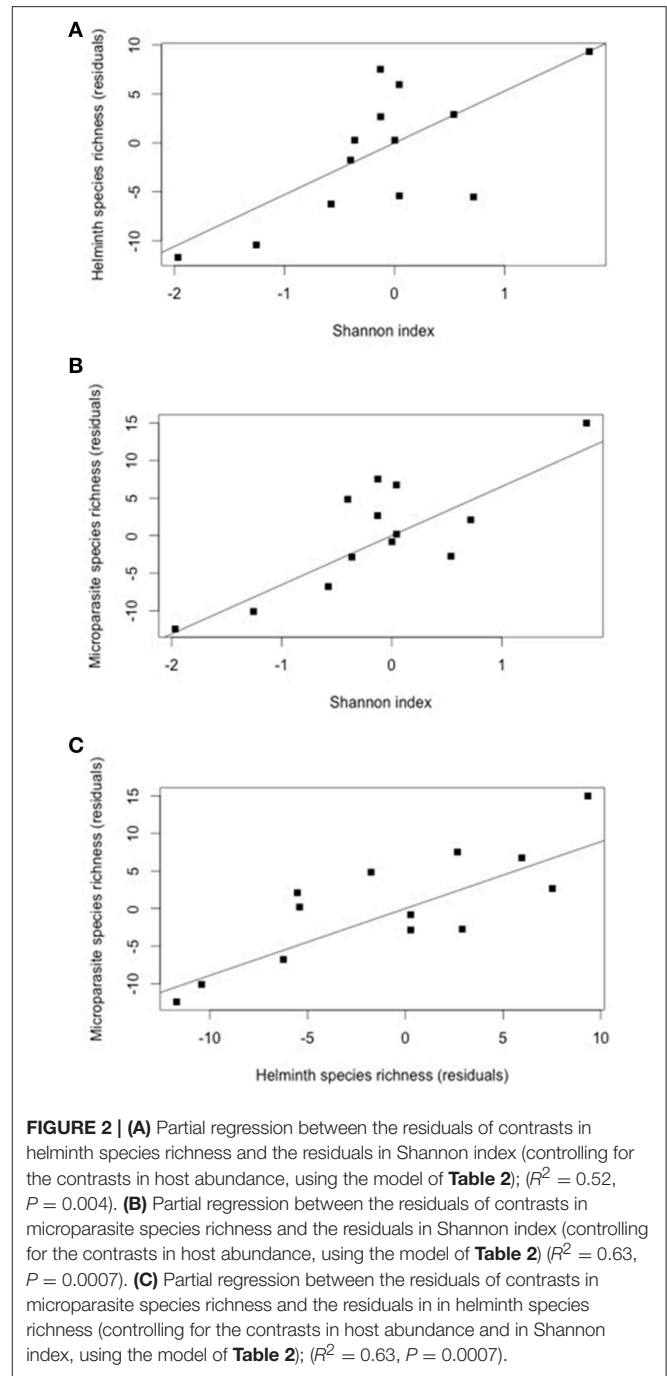 A
Helminth species richness (residuals)
10
5
0
-5
-10
-2 -1 0 1
Shannon index
B
Microparasite species richness (residuals)
15
10
5
0
-5
-10
-2 -1 0 1
Shannon index
C
Microparasite species richness (residuals)
15
10
5
0
-5
-10
-10 -5 0 5 10
Helminth species richness (residuals)
FIGURE 2 | (A) Partial regression between the residuals of contrasts in
helminth species richness and the residuals in Shannon index (controlling for
the contrasts in host abundance, using the model of Table 2); (R² = 0.52,
P = 0.004). (B) Partial regression between the residuals of contrasts in
microparasite species richness and the residuals in Shannon index (controlling
for the contrasts in host abundance, using the model of Table 2) (R² = 0.63,
P = 0.0007). (C) Partial regression between the residuals of contrasts in
microparasite species richness and the residuals in in helminth species
richness (controlling for the contrasts in host abundance and in Shannon
index, using the model of Table 2); (R² = 0.63, P = 0.0007).